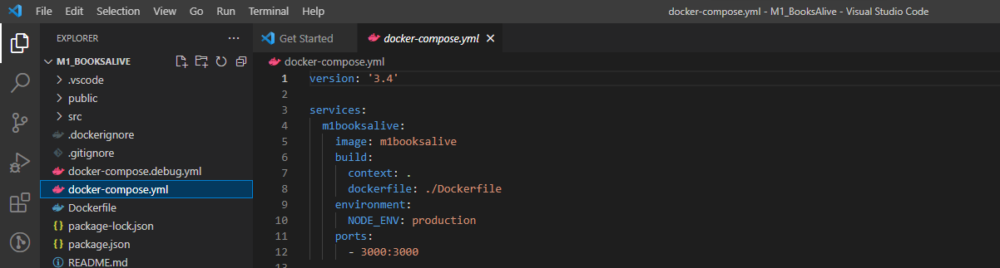 File Edit Selection View Go Run Terminal Help
docker-compose.yml - M1_BooksAlive - Visual Studio Code
EXPLORER
M1_BOOKSALIVE
.vscode
public
src
.dockerignore
.gitignore
docker-compose.debug.yml
docker-compose.yml
Dockerfile
package-lock.json
package.json
README.md
Get Started
docker-compose.yml
docker-compose.yml
1 version: '3.4'
2
3 services:
4 m1booksalive:
5 image: m1booksalive
6 build:
7 context: .
8 dockerfile: ./Dockerfile
9 environment:
10 NODE_ENV: production
11 ports:
12 - 3000:3000
13